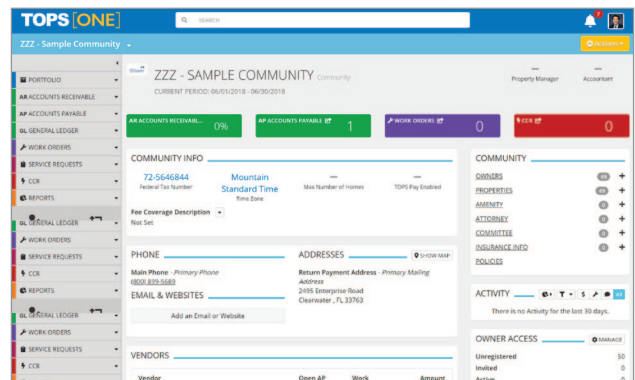 TOPS [ONE]
SEARCH
7
ZZZ - Sample Community
ZZZ - SAMPLE COMMUNITY Community
CURRENT PERIOD: 06/01/2018 - 06/30/2018
Property Manager
Accountant
PORTFOLIO
AR ACCOUNTS RECEIVABLE
AP ACCOUNTS PAYABLE
GL GENERAL LEDGER
WORK ORDERS
SERVICE REQUESTS
CCR
REPORTS
GL GENERAL LEDGER
WORK ORDERS
SERVICE REQUESTS
CCR
REPORTS
GL GENERAL LEDGER
WORK ORDERS
SERVICE REQUESTS
CCR
AR ACCOUNTS RECEIVABL... 0%
AP ACCOUNTS PAYABLE 1
WORK ORDERS 0
CCR 0
COMMUNITY INFO
72-5646844
Federal Tax Number
Mountain
Standard Time
Time Zone
Max Number of Homes
TOPS Pay Enabled
Fee Coverage Description
Not Set
PHONE
Main Phone - Primary Phone
(800) 899-5689
EMAIL & WEBSITES
Add an Email or Website
ADDRESSES
SHOW MAP
Return Payment Address - Primary Mailing
Address
2495 Enterprise Road
Clearwater , FL 33763
VENDORS
Vendor
Open AP
Work
Amount
COMMUNITY
OWNERS
PROPERTIES
AMENITY 0
ATTORNEY 0
COMMITTEE 0
INSURANCE INFO 0
POLICIES
ACTIVITY
All
There is no Activity for the last 30 days.
OWNER ACCESS
MANAGE
Unregistered 50
Invited 0
Active